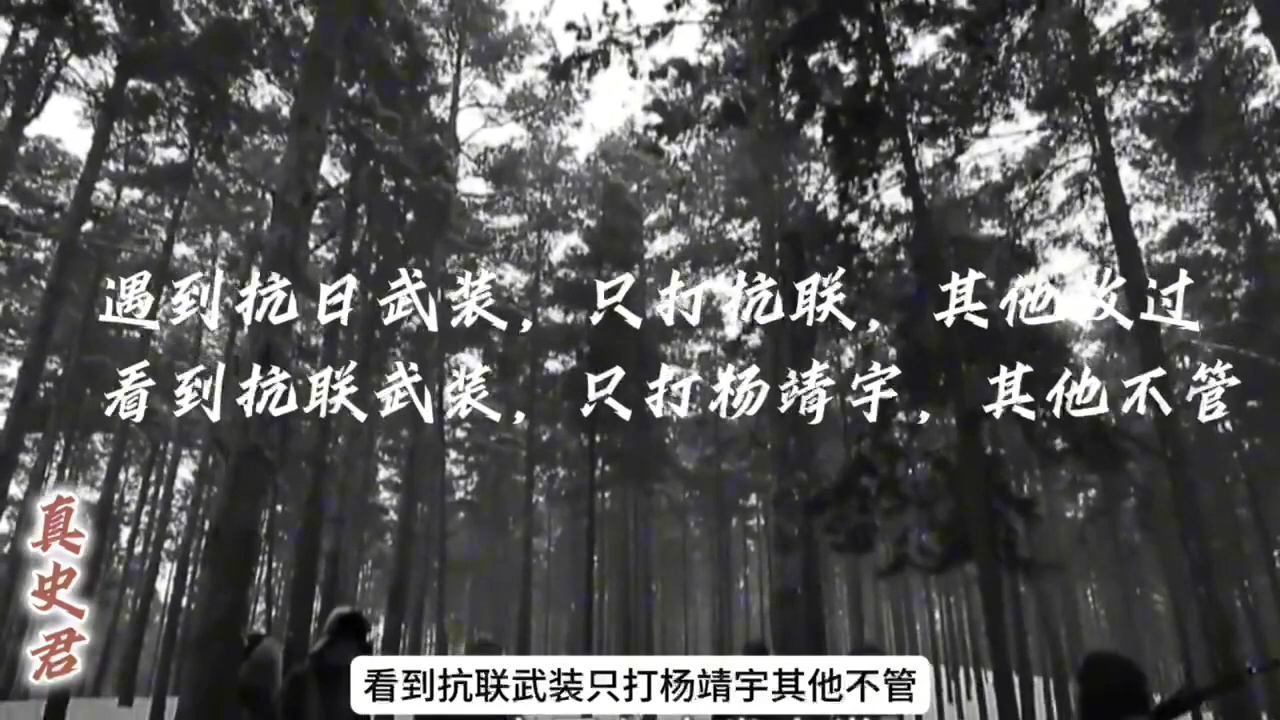 遇到抗日武装，只打抗联，其他放过
看到抗联武装，只打杨靖宇，其他不管
真史君
看到抗联武装只打杨靖宇其他不管